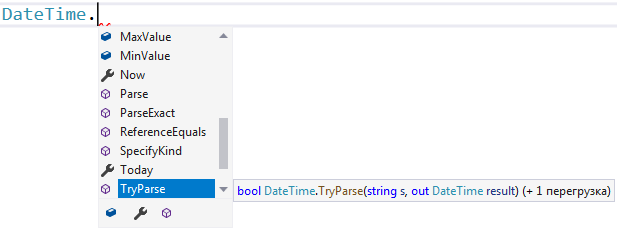 DateTime.
MaxValue
MinValue
Now
Parse
ParseExact
ReferenceEquals
SpecifyKind
Today
TryParse
bool DateTime.TryParse(string s, out DateTime result) (+ 1 перегрузка)